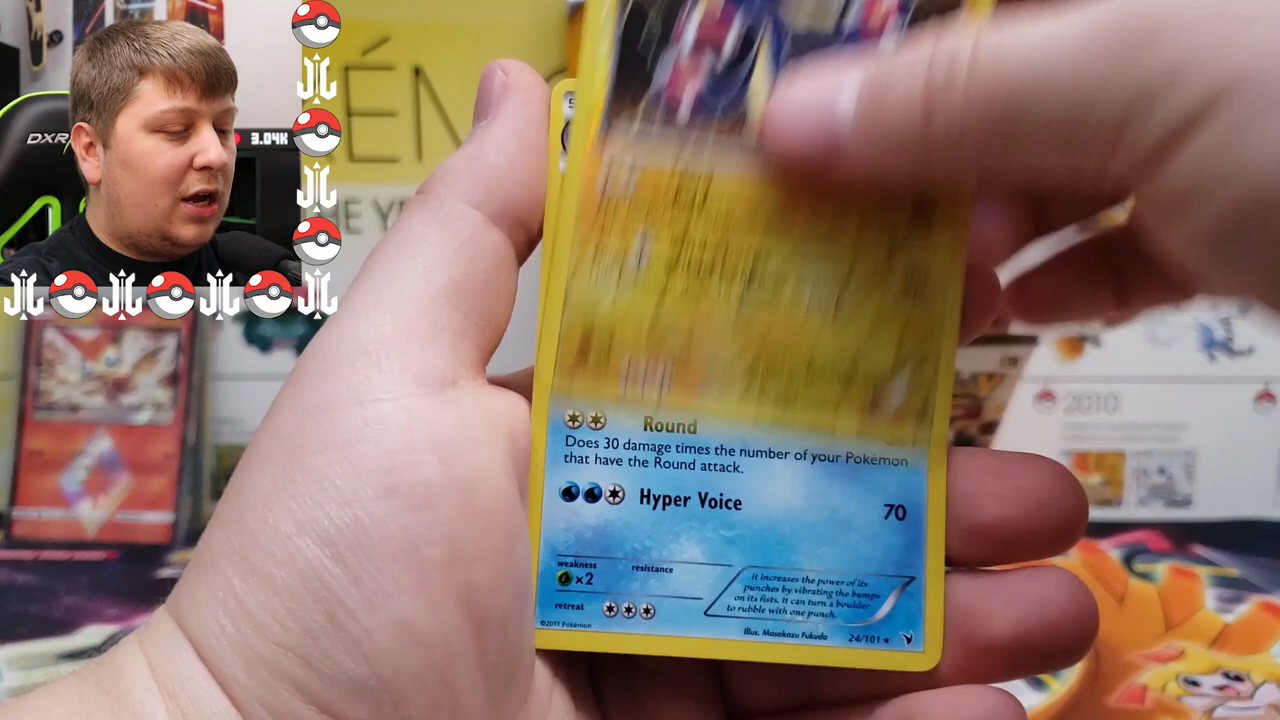 DXR
3.04K
ÉM
HE Y
2010
Round
Does 30 damage times the number of your Pokémon
that have the Round attack.
Hyper Voice 70
weakness resistance
×2
retreat
It increases the power of its
punches by vibrating the bumps
on its fists. It can turn a boulder
to rubble with one punch.
©2011 Pokémon
Illus. Masakazu Fukuda 24/101 ★